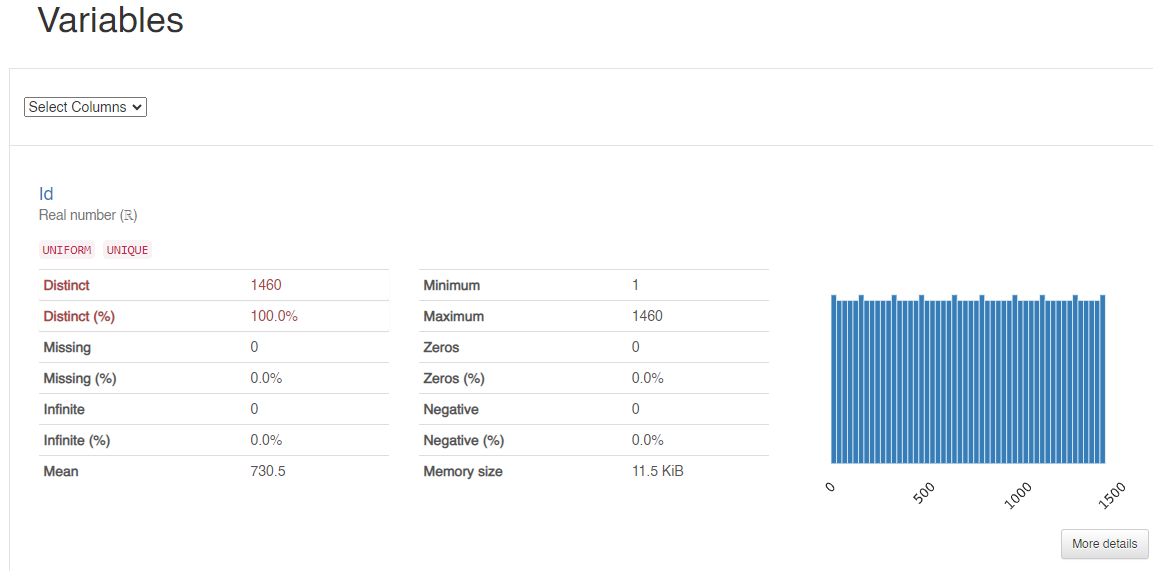 Variables
Select Columns
Id
Real number (ℝ)
UNIFORM UNIQUE
Distinct 1460
Distinct (%) 100.0%
Missing 0
Missing (%) 0.0%
Infinite 0
Infinite (%) 0.0%
Mean 730.5
Minimum 1
Maximum 1460
Zeros 0
Zeros (%) 0.0%
Negative 0
Negative (%) 0.0%
Memory size 11.5 KiB
0 500 1000 1500
More details